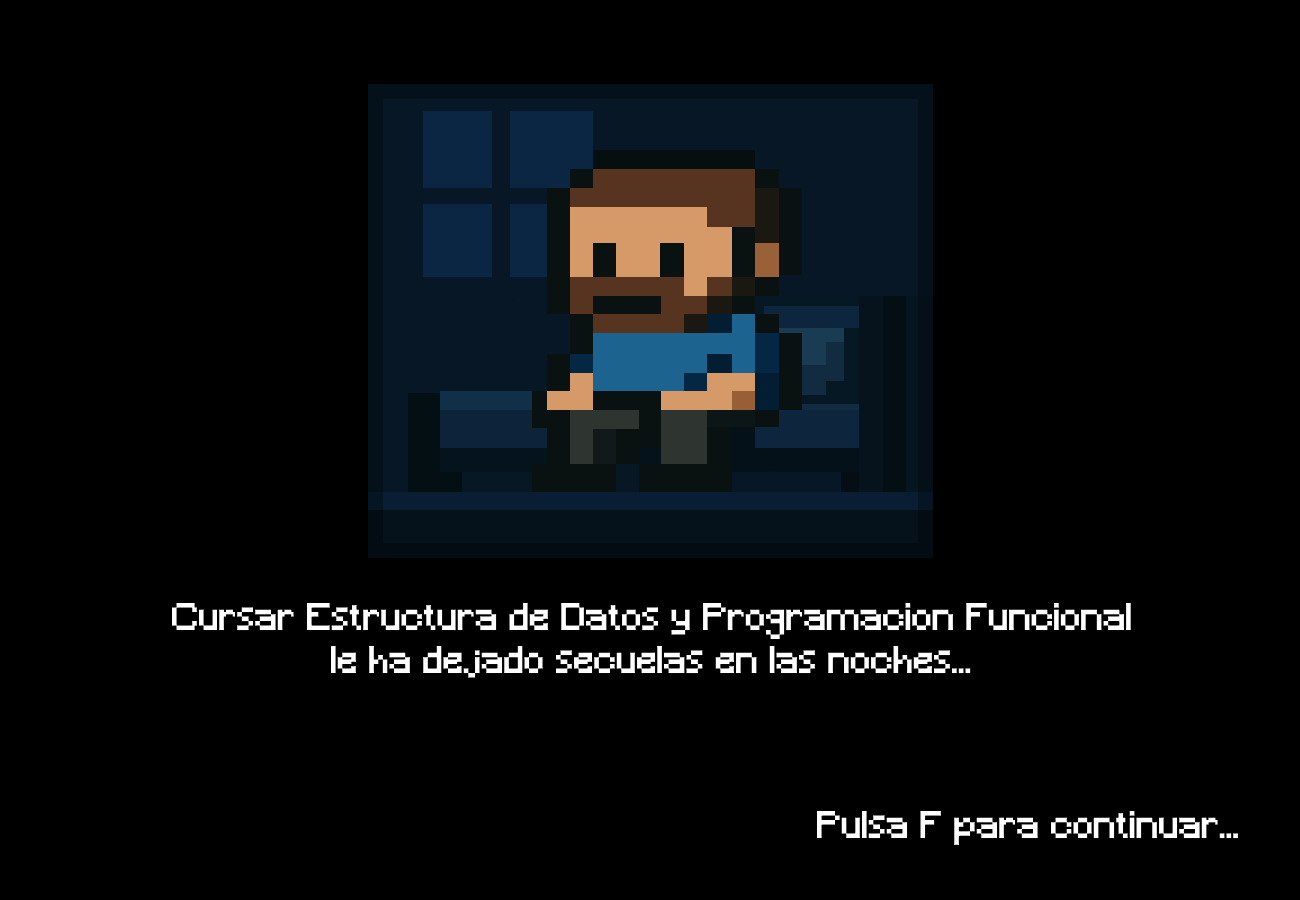 Cursar Estructura de Datos y Programacion Funcional
le ha dejado secuelas en las noches...
Pulsa F para continuar...